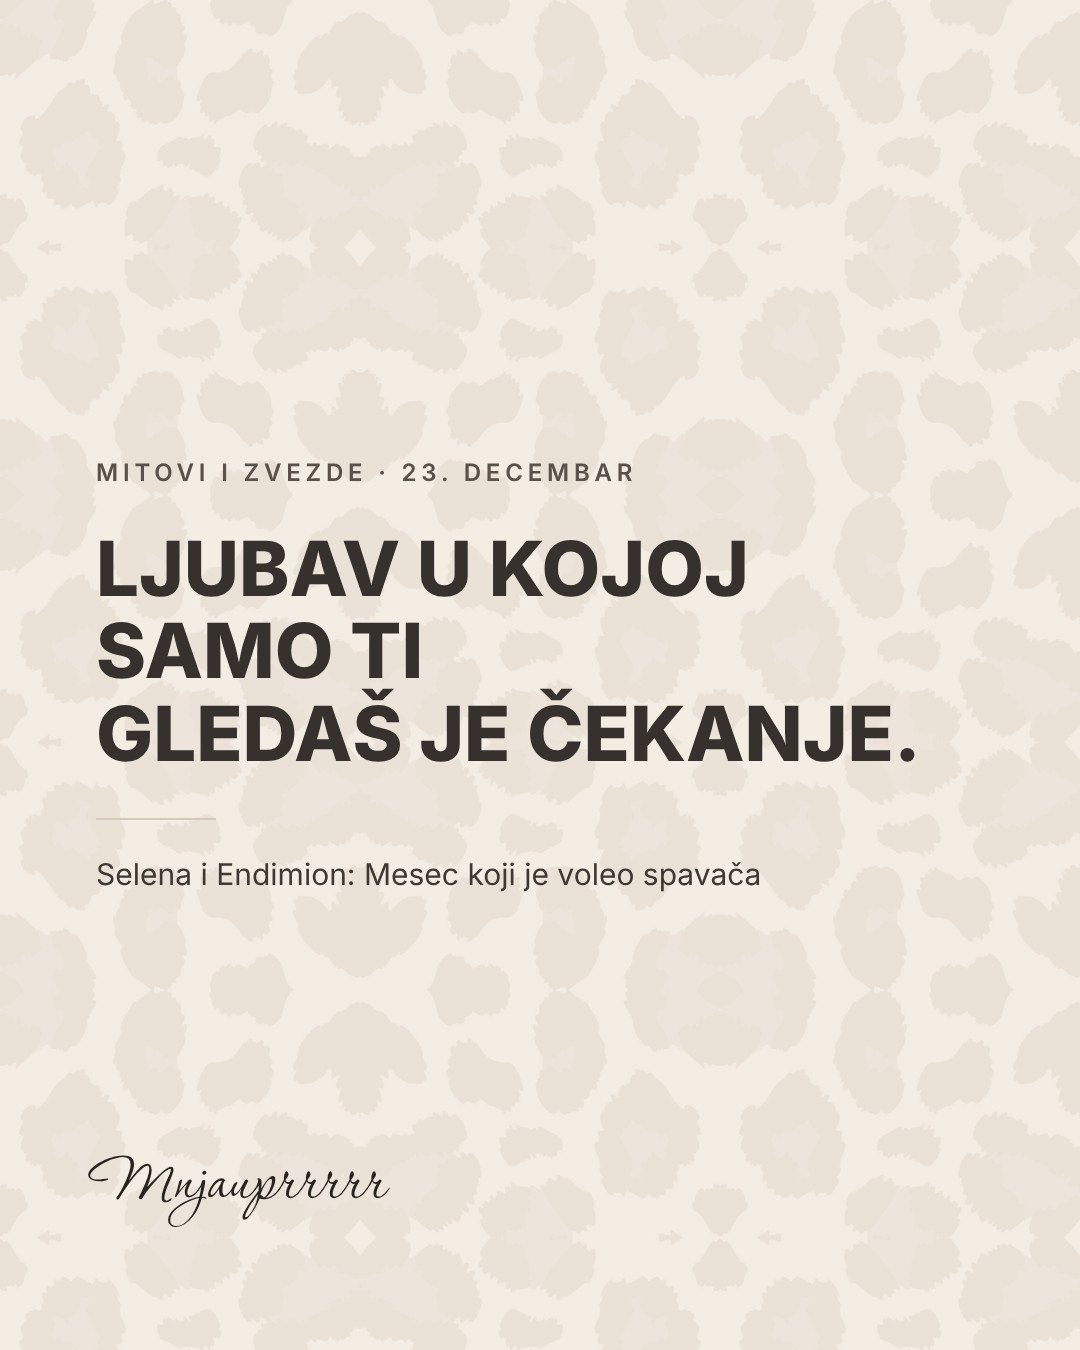 MITOVI I ZVEZDE · 23. DECEMBAR
LJUBAV U KOJOJ
SAMO TI
GLEDAŠ JE ČEKANJE.
Selena i Endimion: Mesec koji je voleo spavača
Mnjauprrrrr